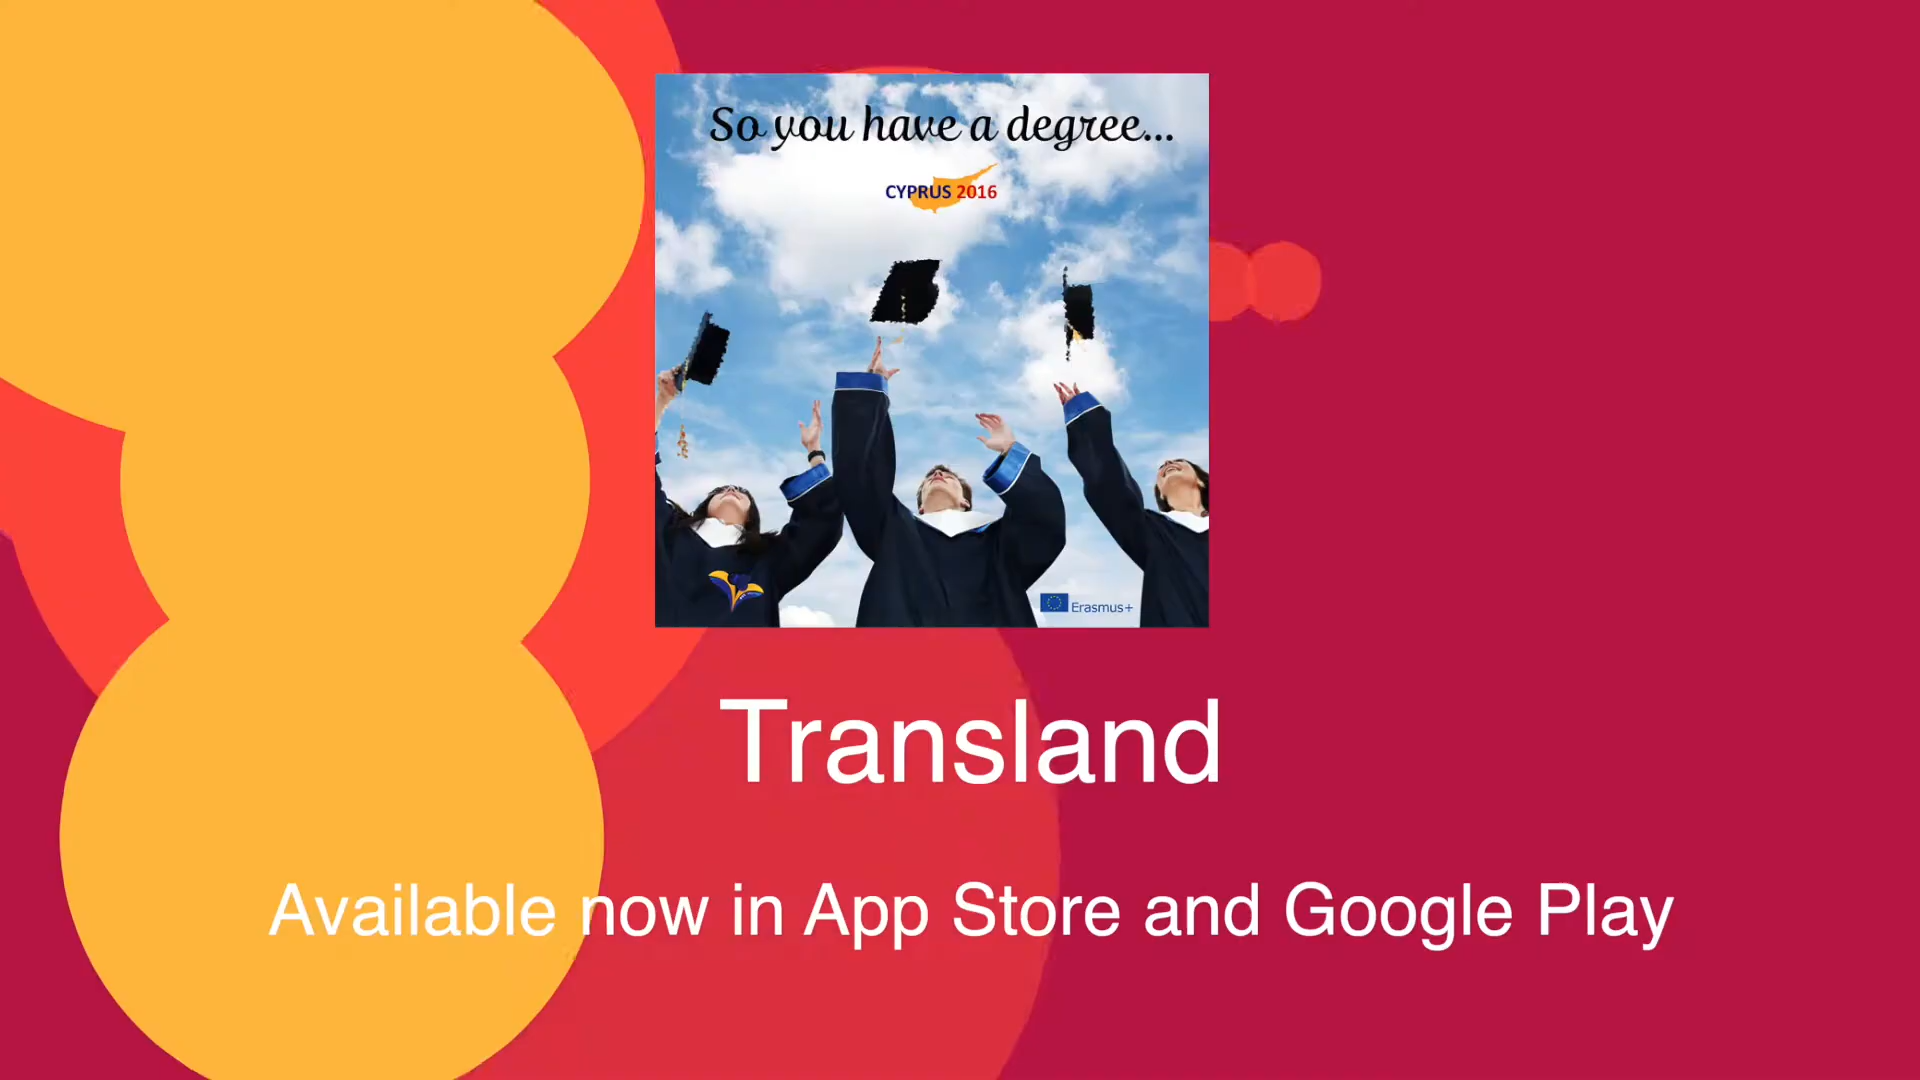 So you have a degree...
CYPRUS 2016
Erasmus+
Transland
Available now in App Store and Google Play